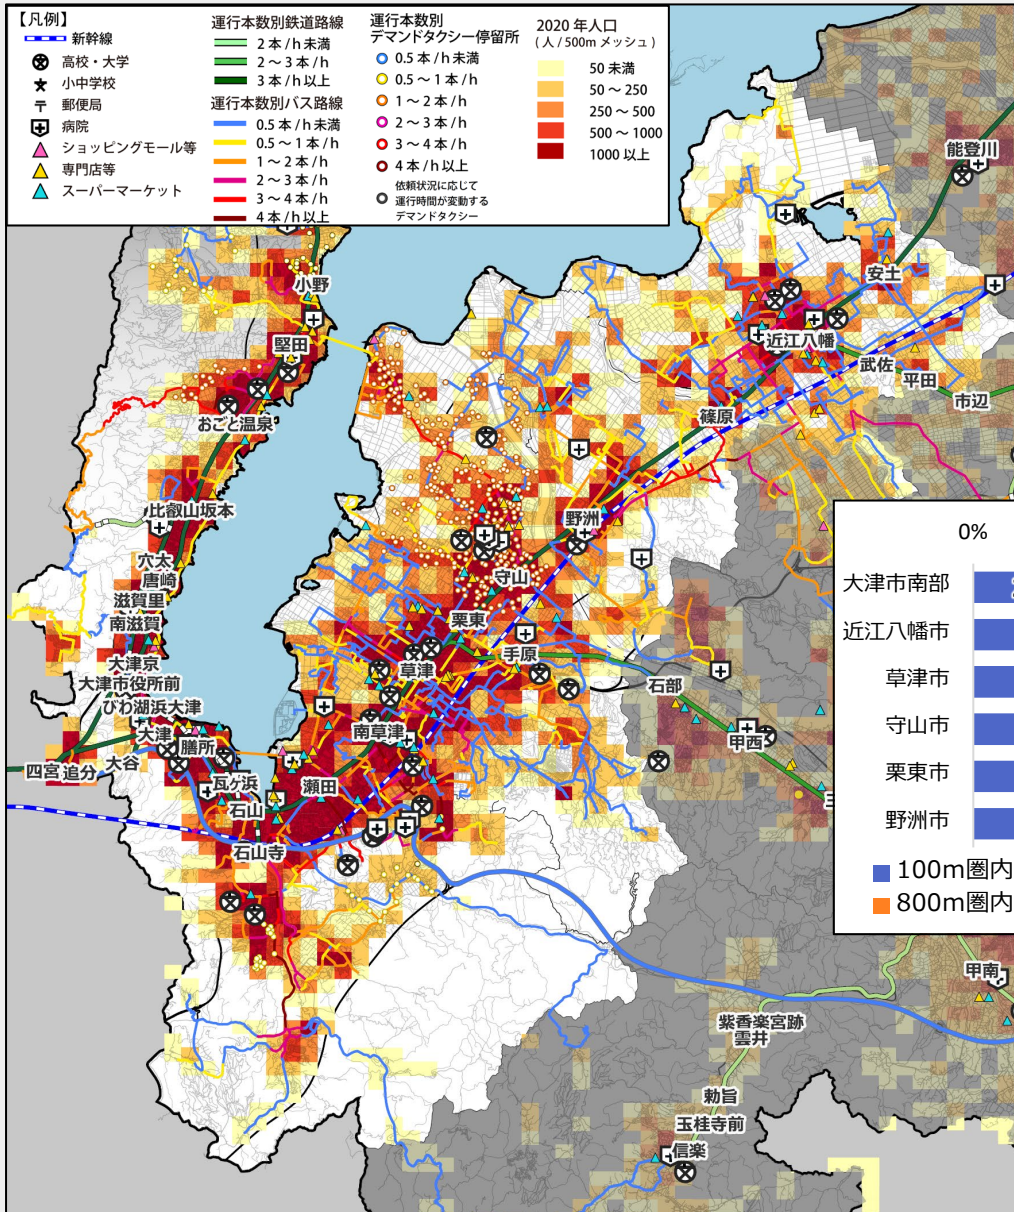 【凡例】
新幹線
高校・大学
小中学校
郵便局
病院
ショッピングモール等
専門店等
スーパーマーケット
運行本数別鉄道路線
2本/h未満
2～3本/h
3本/h以上
運行本数別バス路線
0.5本/h未満
0.5～1本/h
1～2本/h
2～3本/h
3～4本/h
4本/h以上
運行本数別
デマンドタクシー停留所
0.5本/h未満
0.5～1本/h
1～2本/h
2～3本/h
3～4本/h
4本/h以上
依頼状況に応じて
運行時間が変動する
デマンドタクシー
2020年人口
(人/500mメッシュ)
50未満
50～250
250～500
500～1000
1000以上
能登川
安土
小野
近江八幡
堅田
武佐
平田
市辺
篠原
おごと温泉
比叡山坂本
野洲
穴太
唐崎
守山
滋賀里
栗東
南滋賀
手原
大津京
草津
大津市役所前
石部
びわ湖浜大津
大津
南草津
甲西
膳所
大谷
四宮
追分
瓦ヶ浜
瀬田
石山
石山寺
0%
大津市南部
近江八幡市
草津市
守山市
栗東市
野洲市
100m圏内
800m圏内
甲南
紫香楽宮跡
雲井
勅旨
玉桂寺前
信楽